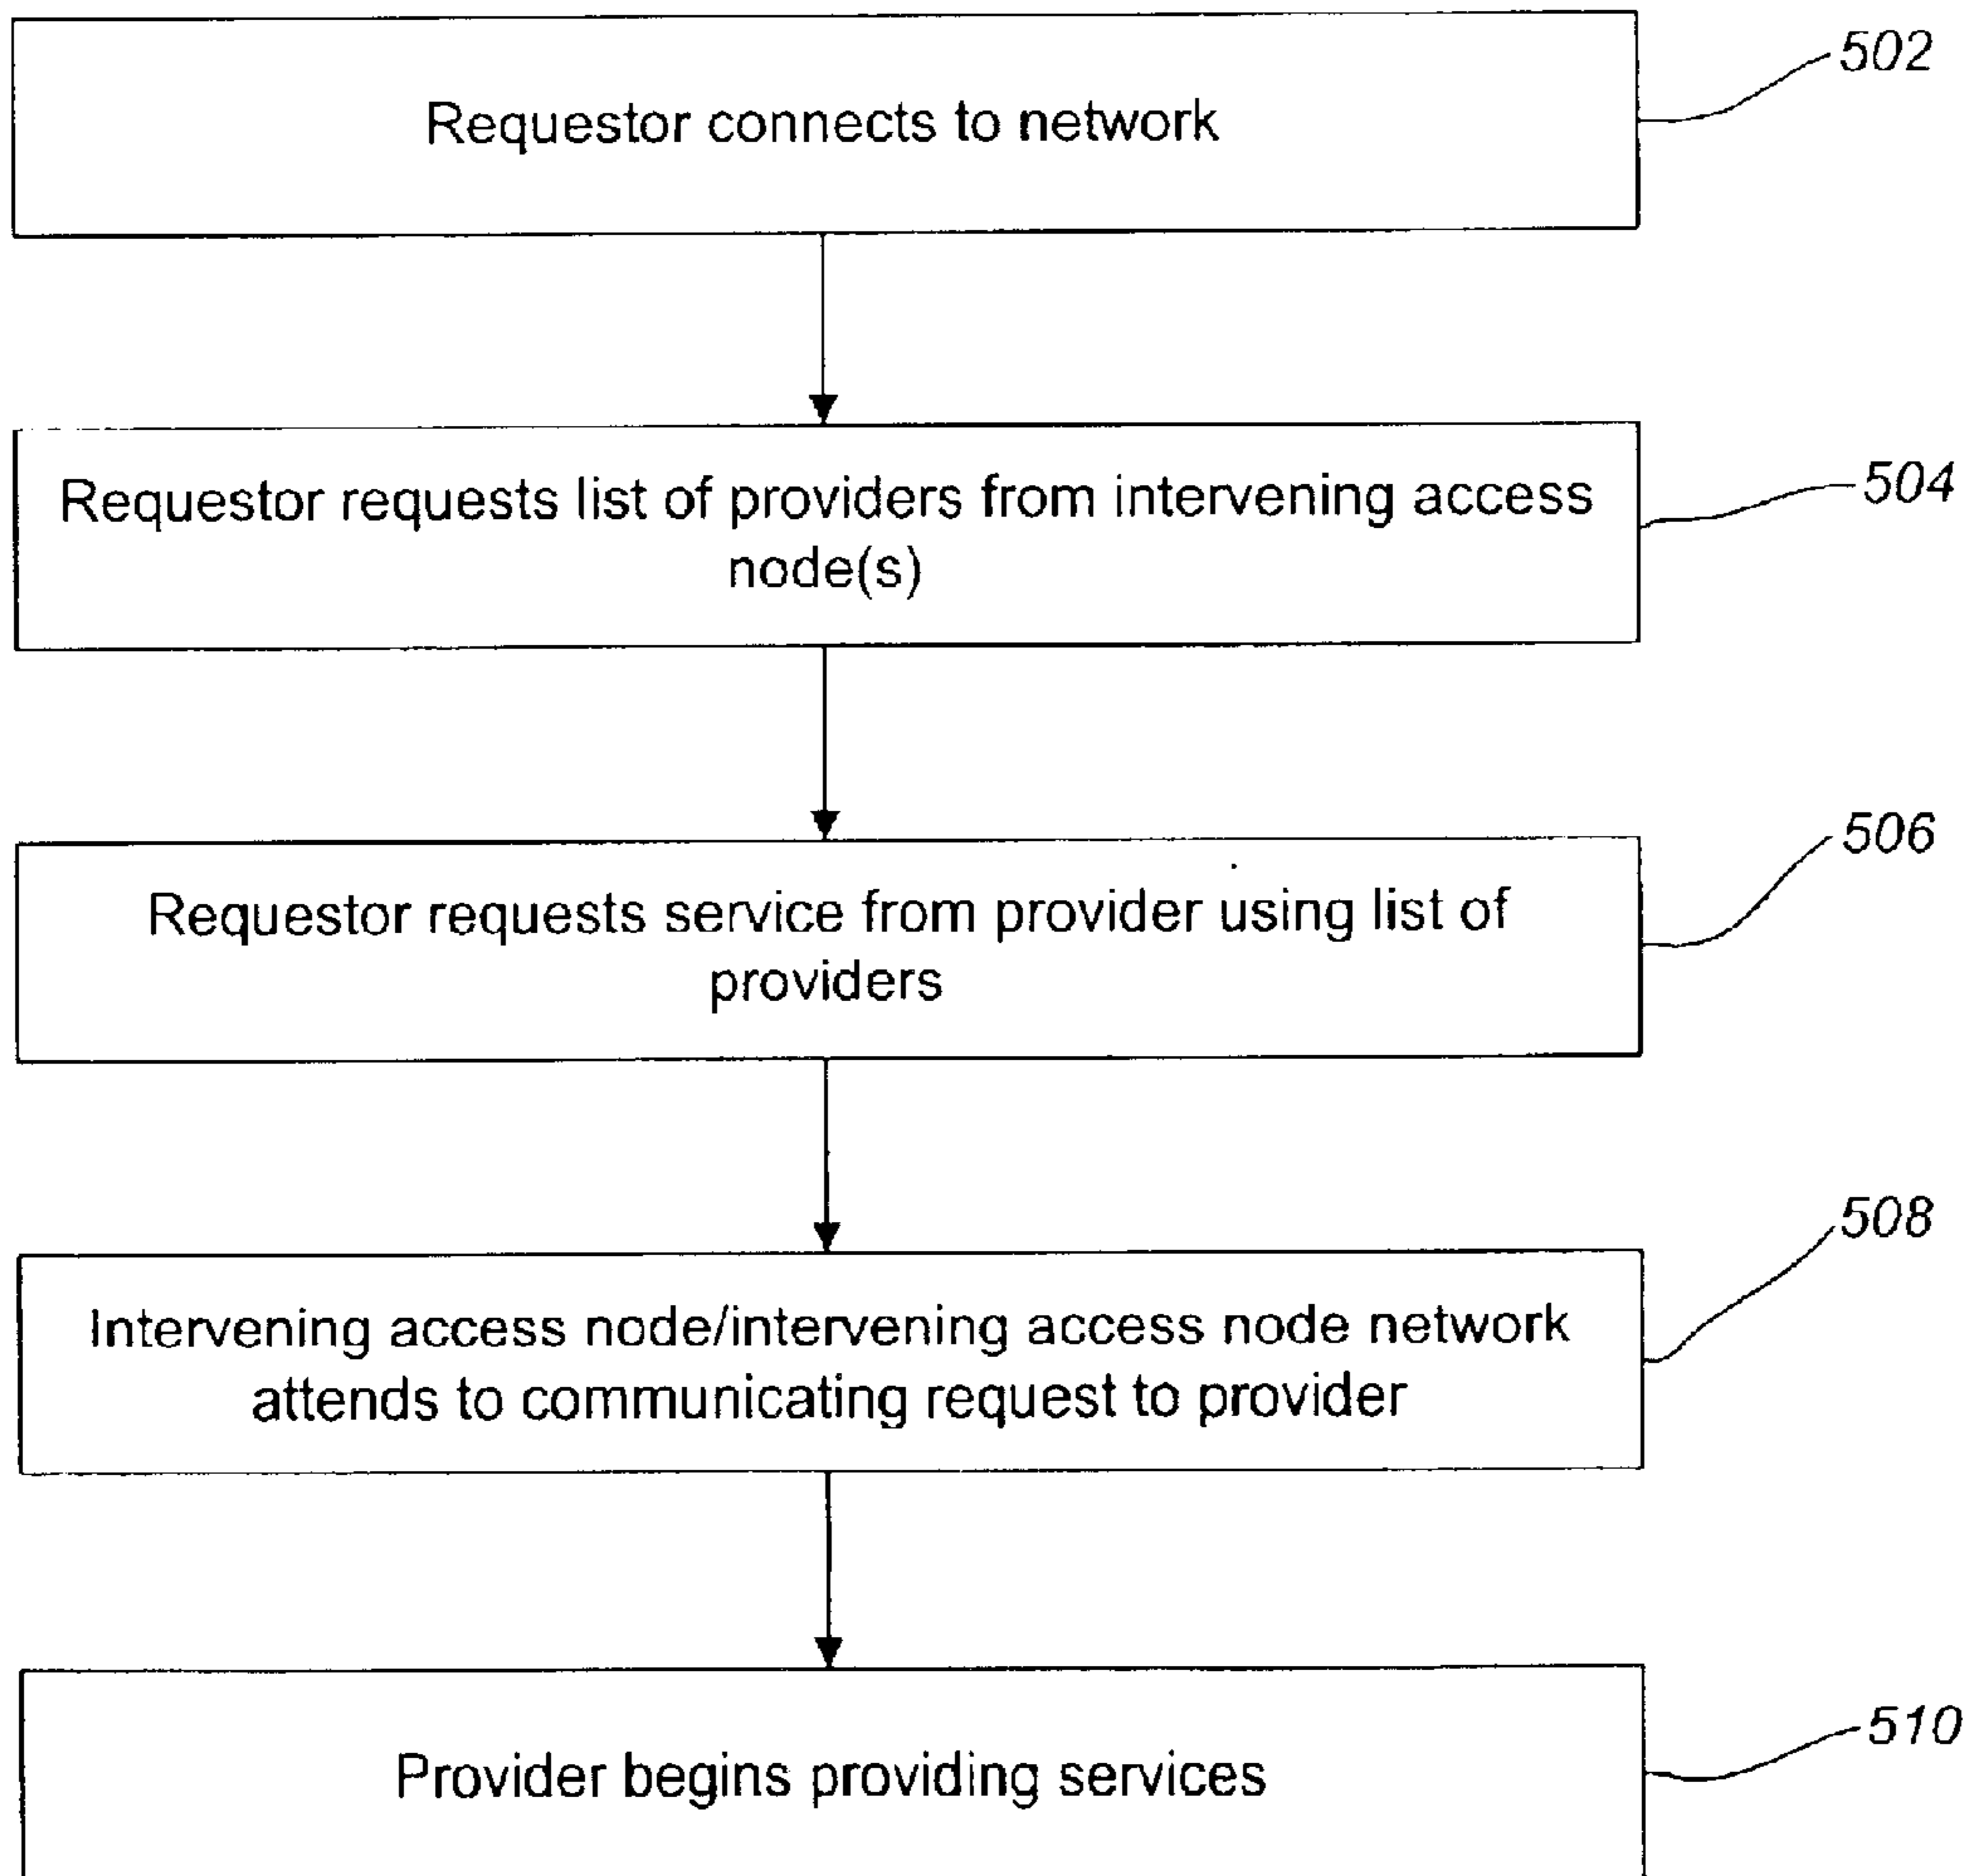 502
Requestor connects to network
504
Requestor requests list of providers from intervening access
node(s)
506
Requestor requests service from provider using list of
providers
508
Intervening access node/intervening access node network
attends to communicating request to provider
510
Provider begins providing services